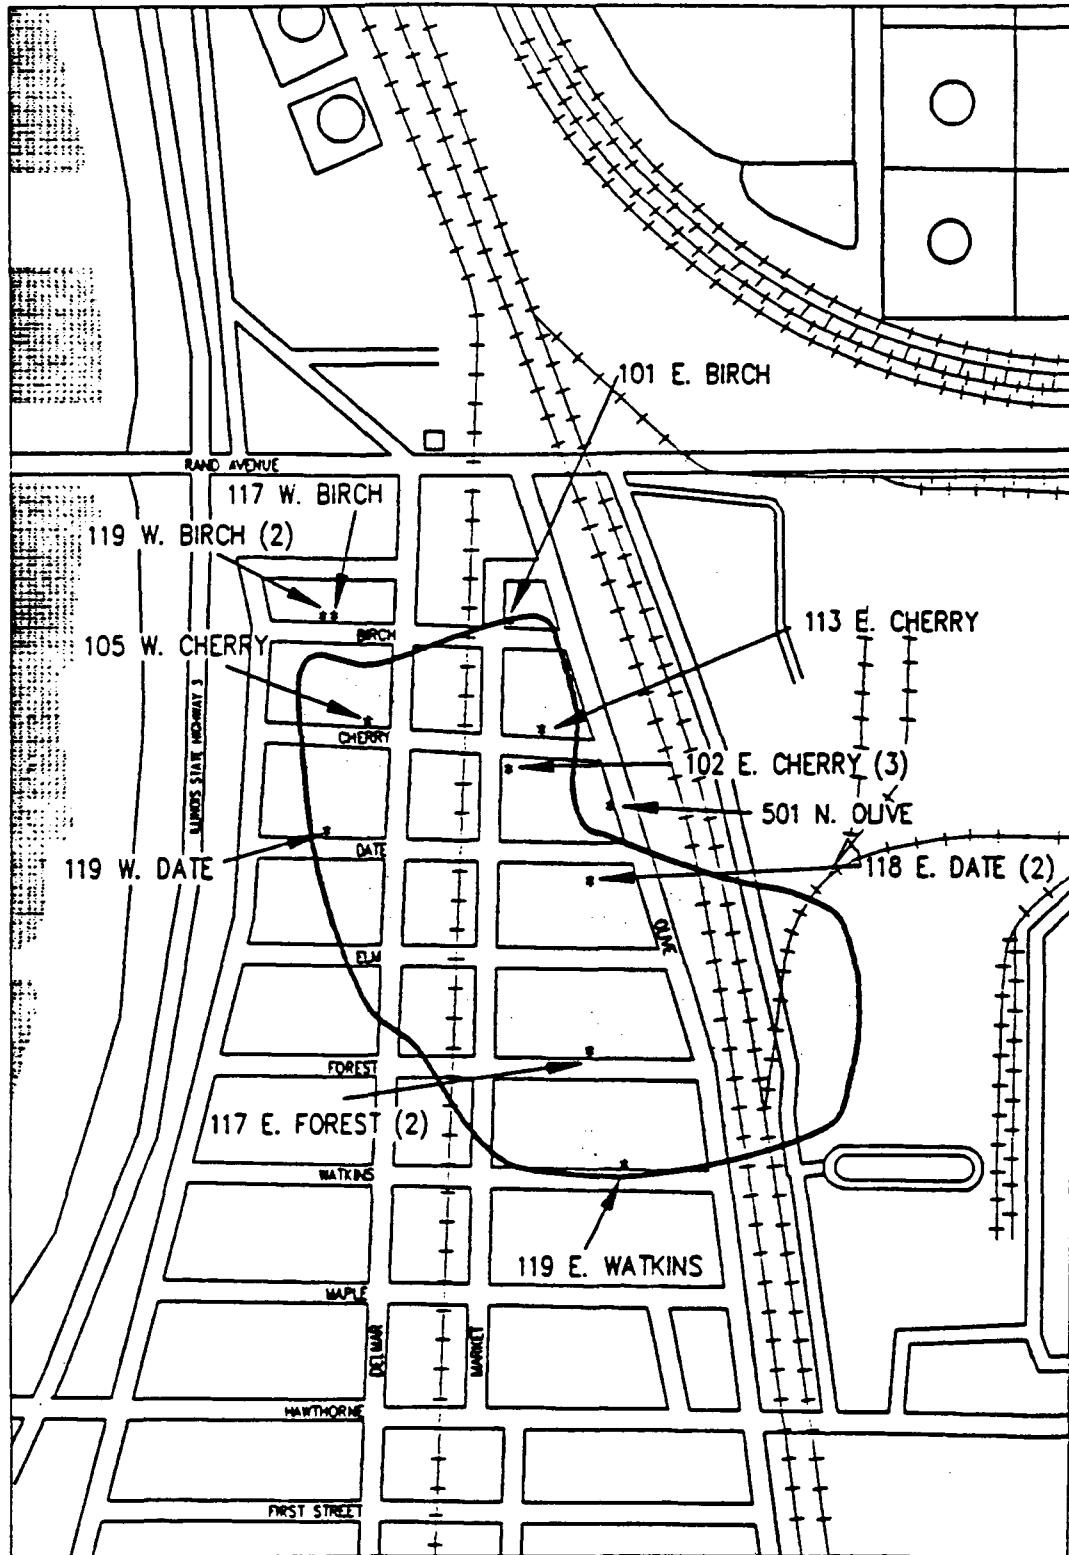 101 E. BIRCH
RAND AVENUE
117 W. BIRCH
119 W. BIRCH (2)
113 E. CHERRY
BIRCH
105 W. CHERRY
ILLINOIS STATE HIGHWAY 3
CHERRY
102 E. CHERRY (3)
501 N. OLIVE
DATE
119 W. DATE
118 E. DATE (2)
OLIVE
ELM
FOREST
117 E. FOREST (2)
WATKINS
119 E. WATKINS
MAPLE
DELMAR
MARKET
HAWTHORNE
FIRST STREET